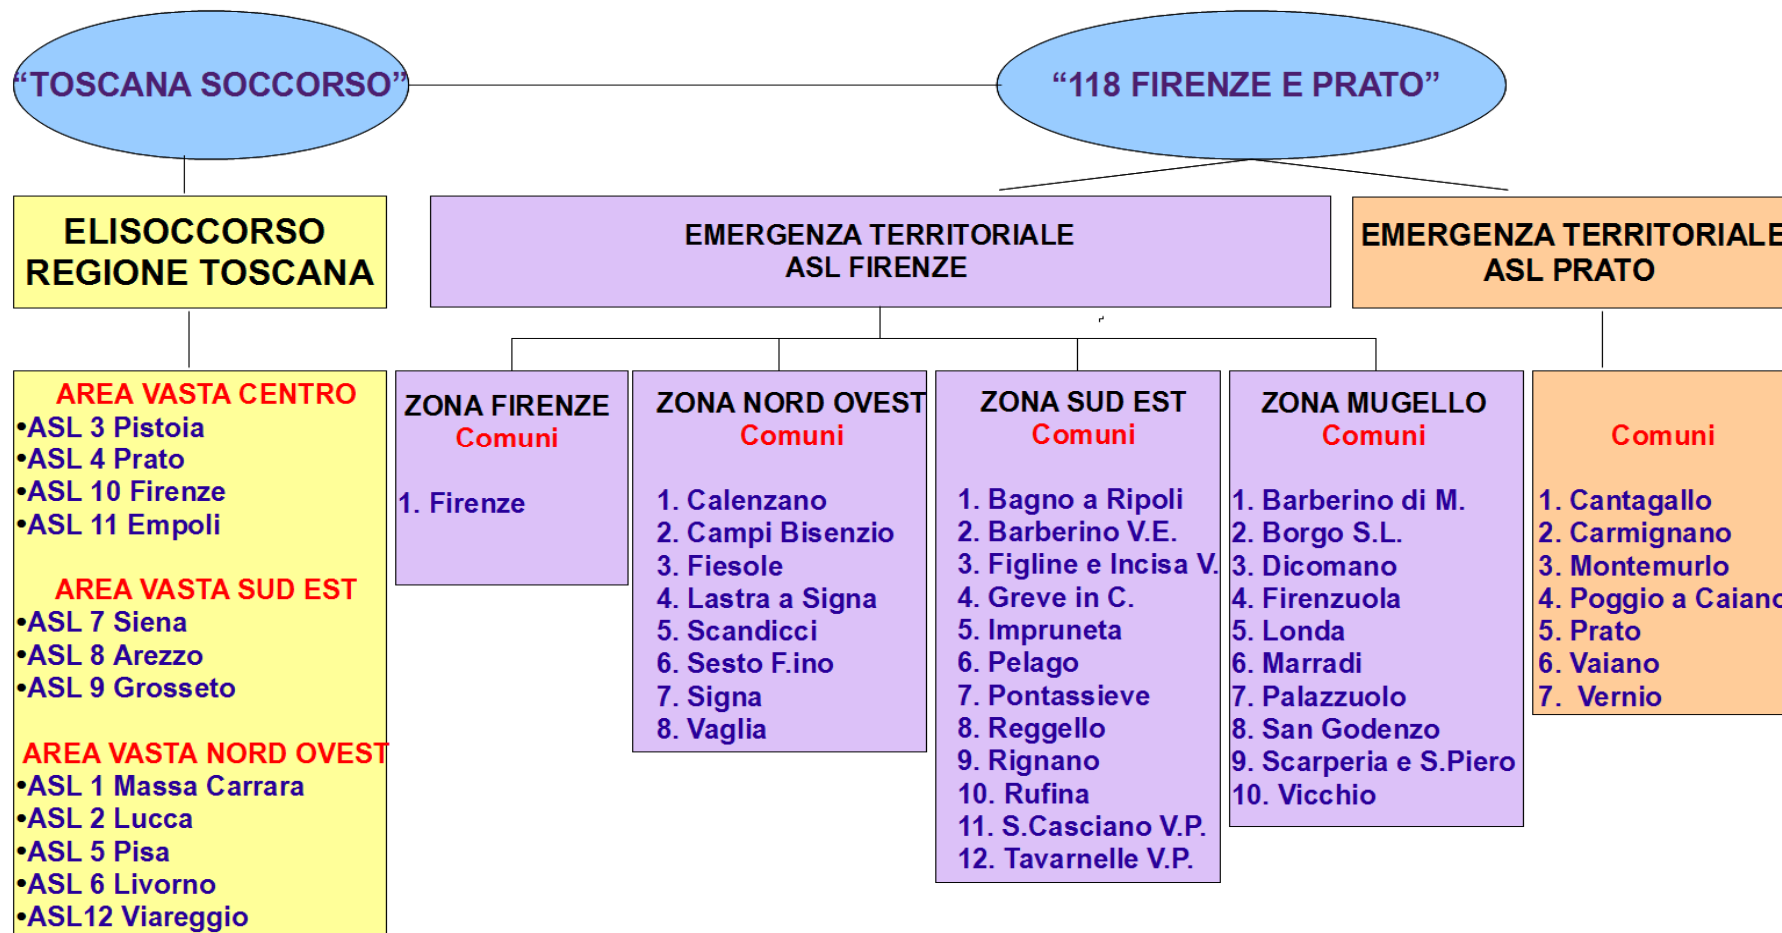 “TOSCANA SOCCORSO”
“118 FIRENZE E PRATO”
ELISOCCORSO
REGIONE TOSCANA
EMERGENZA TERRITORIALE
ASL FIRENZE
EMERGENZA TERRITORIALE
ASL PRATO
AREA VASTA CENTRO
•ASL 3 Pistoia
•ASL 4 Prato
•ASL 10 Firenze
•ASL 11 Empoli
AREA VASTA SUD EST
•ASL 7 Siena
•ASL 8 Arezzo
•ASL 9 Grosseto
AREA VASTA NORD OVEST
•ASL 1 Massa Carrara
•ASL 2 Lucca
•ASL 5 Pisa
•ASL 6 Livorno
•ASL12 Viareggio
ZONA FIRENZE
Comuni
1. Firenze
ZONA NORD OVEST
Comuni
1. Calenzano
2. Campi Bisenzio
3. Fiesole
4. Lastra a Signa
5. Scandicci
6. Sesto F.ino
7. Signa
8. Vaglia
ZONA SUD EST
Comuni
1. Bagno a Ripoli
2. Barberino V.E.
3. Figline e Incisa V.
4. Greve in C.
5. Impruneta
6. Pelago
7. Pontassieve
8. Reggello
9. Rignano
10. Rufina
11. S.Casciano V.P.
12. Tavarnelle V.P.
ZONA MUGELLO
Comuni
1. Barberino di M.
2. Borgo S.L.
3. Dicomano
4. Firenzuola
5. Londa
6. Marradi
7. Palazzuolo
8. San Godenzo
9. Scarperia e S.Piero
10. Vicchio
Comuni
1. Cantagallo
2. Carmignano
3. Montemurlo
4. Poggio a Caiano
5. Prato
6. Vaiano
7. Vernio